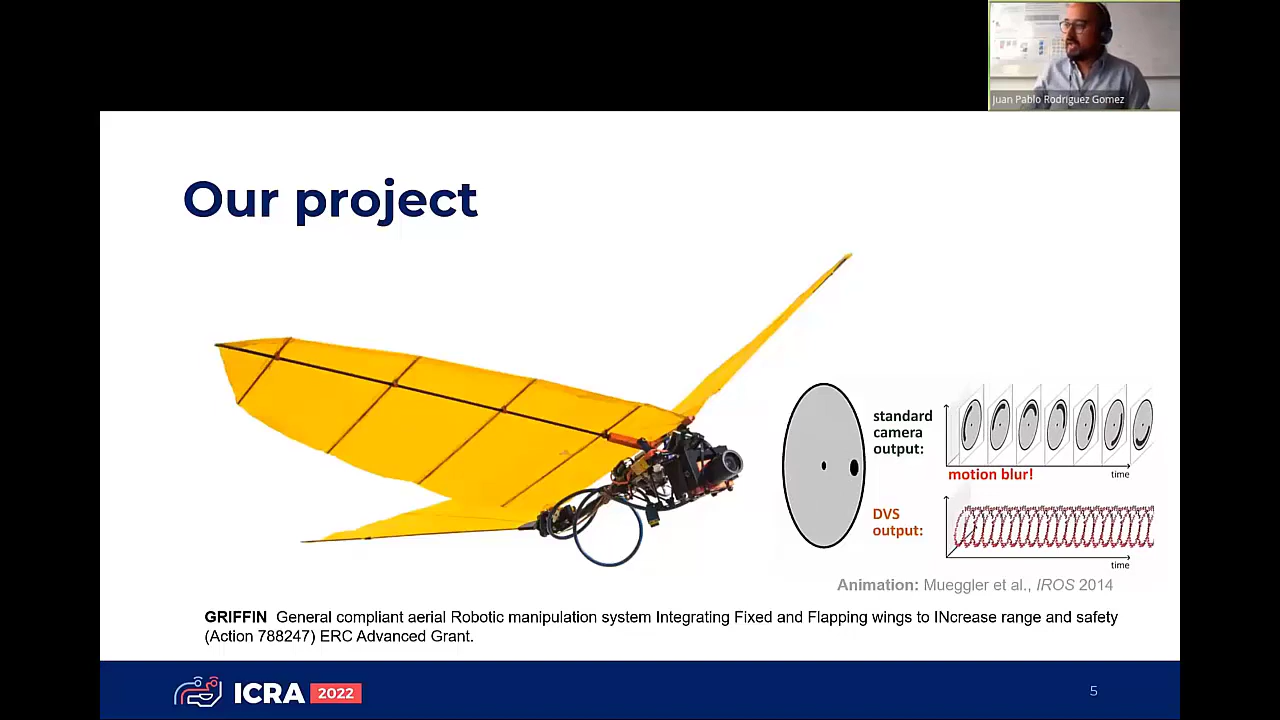 Juan Pablo Rodriguez Gomez
Our project
standard
camera
output:
motion blur!
time
DVS
output:
time
Animation: Mueggler et al., IROS 2014
GRIFFIN General compliant aerial Robotic manipulation system Integrating Fixed and Flapping wings to INcrease range and safety
(Action 788247) ERC Advanced Grant.
ICRA 2022
5